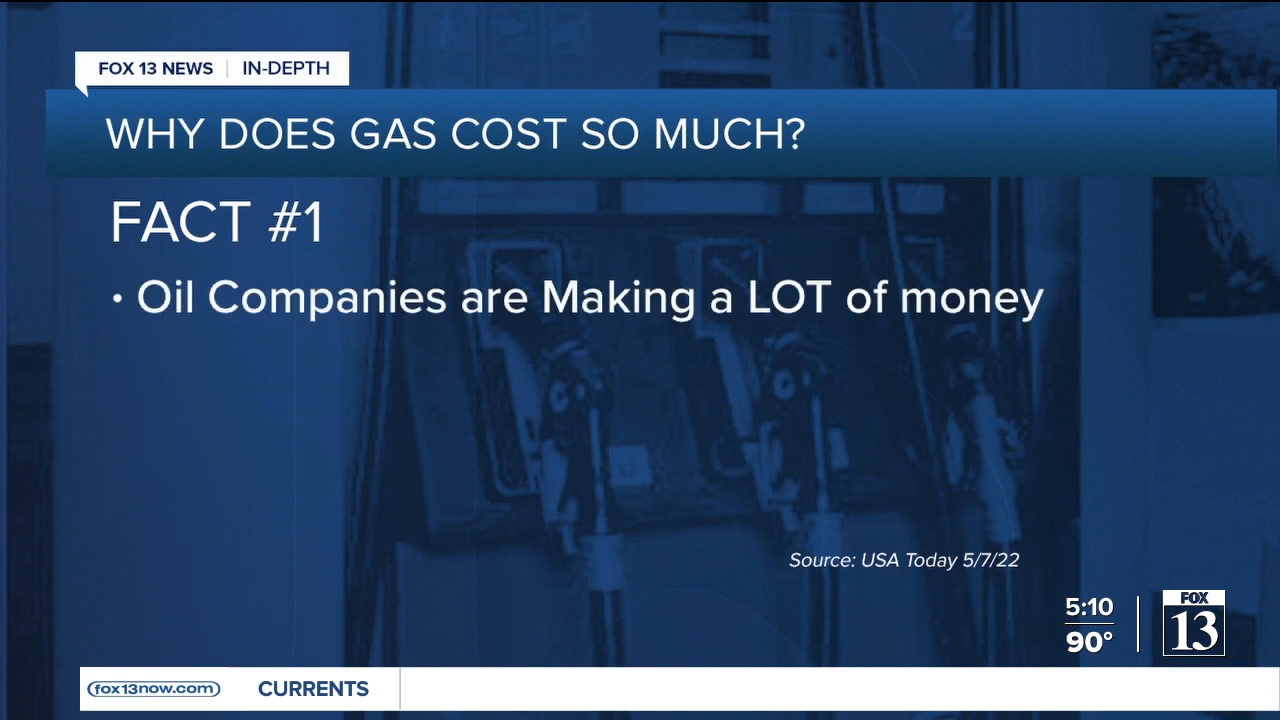 FOX 13 NEWS | IN-DEPTH
WHY DOES GAS COST SO MUCH?
FACT #1
• Oil Companies are Making a LOT of money
Source: USA Today 5/7/22
5:10
90°
FOX
13
fox13now.com
CURRENTS